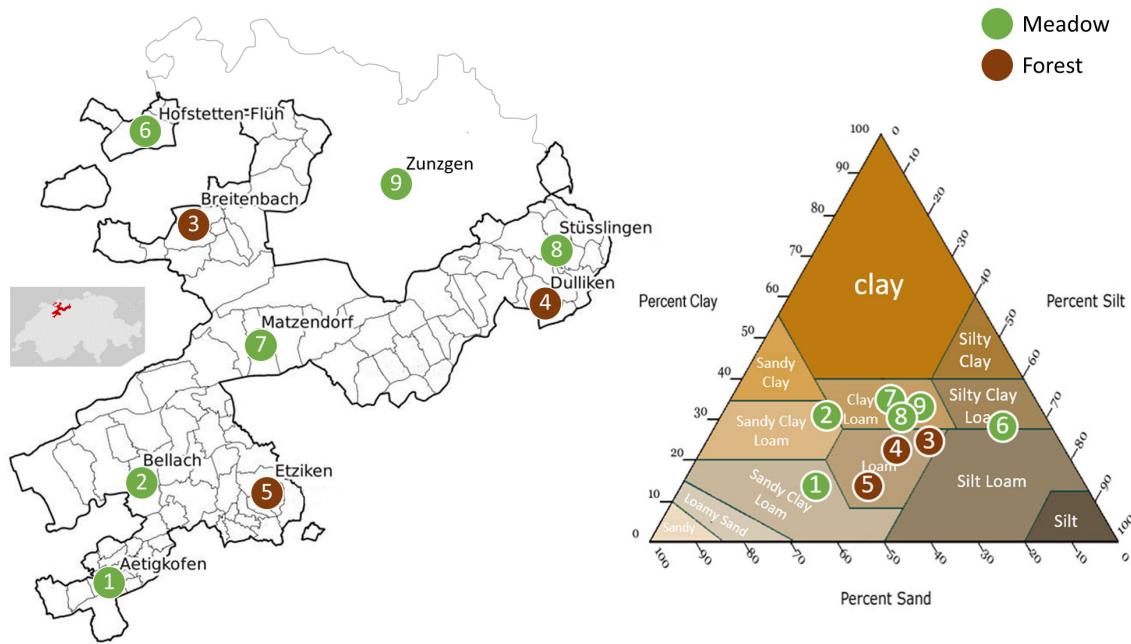 Meadow
Forest
Hofstetten-Flüh
6
Zunzgen
9
Breitenbach
3
Stüsslingen
8
Dulliken
4
Matzendorf
7
Bellach
2
Etziken
5
Aetigkofen
1
Percent Clay
Percent Silt
Percent Sand
100
90
80
70
60
50
40
30
20
10
0
0
10
20
30
40
50
60
70
80
90
100
100
90
80
70
60
50
40
30
20
10
0
clay
Silty
Clay
Sandy
Clay
Silty Clay
Loam
Clay
Loam
Sandy Clay
Loam
Loam
Sandy Clay
Loam
Silt Loam
Loamy Sand
Sandy
Silt
1
2
3
4
5
6
7
8
9